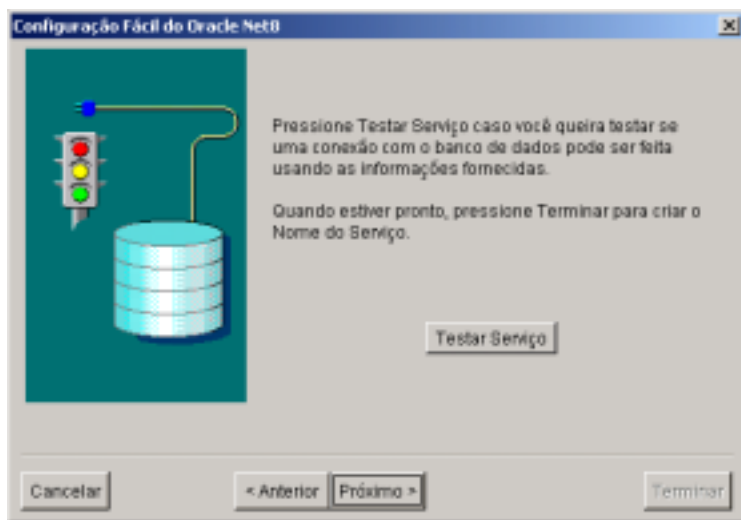 Configuração Fácil do Oracle Net8
Pressione Testar Serviço caso você queira testar se
uma conexão com o banco de dados pode ser feita
usando as informações fornecidas.
Quando estiver pronto, pressione Terminar para criar o
Nome do Serviço.
Testar Serviço
Cancelar
< Anterior
Próximo >
Terminar